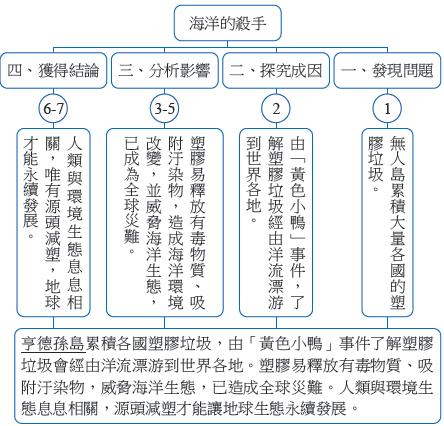 海洋的殺手
一、發現問題
1
無人島累積大量各國的塑
膠垃圾。
二、探究成因
2
由「黃色小鴨」事件，了
解塑膠垃圾經由洋流漂游
到世界各地。
三、分析影響
3-5
塑膠易釋放有毒物質、吸
附汙染物，造成海洋環境
改變，並威脅海洋生態，
已成為全球災難。
四、獲得結論
6-7
人類與環境生態息息相
關，唯有源頭減塑，地球
才能永續發展。
亨德孫島累積各國塑膠垃圾，由「黃色小鴨」事件了解塑膠
垃圾會經由洋流漂游到世界各地。塑膠易釋放有毒物質、吸
附汙染物，威脅海洋生態，已造成全球災難。人類與環境生
態息息相關，源頭減塑才能讓地球生態永續發展。